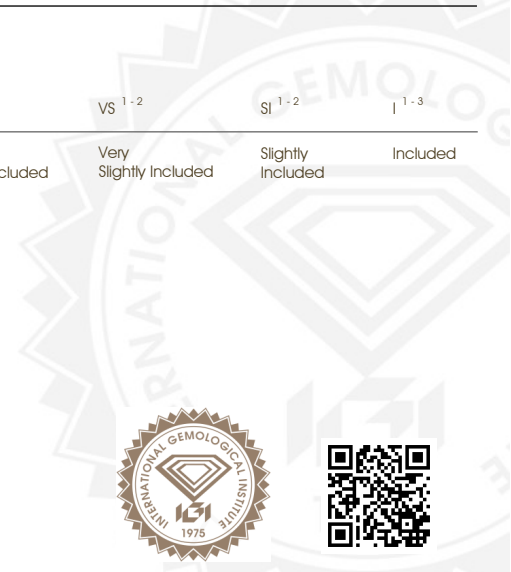 VS 1 - 2
SI 1 - 2
I 1 - 3
Very
Slightly Included
Slightly
Included
Included
cluded
INTERNATIONAL GEMOLOGICAL INSTITUTE
IGI
1975